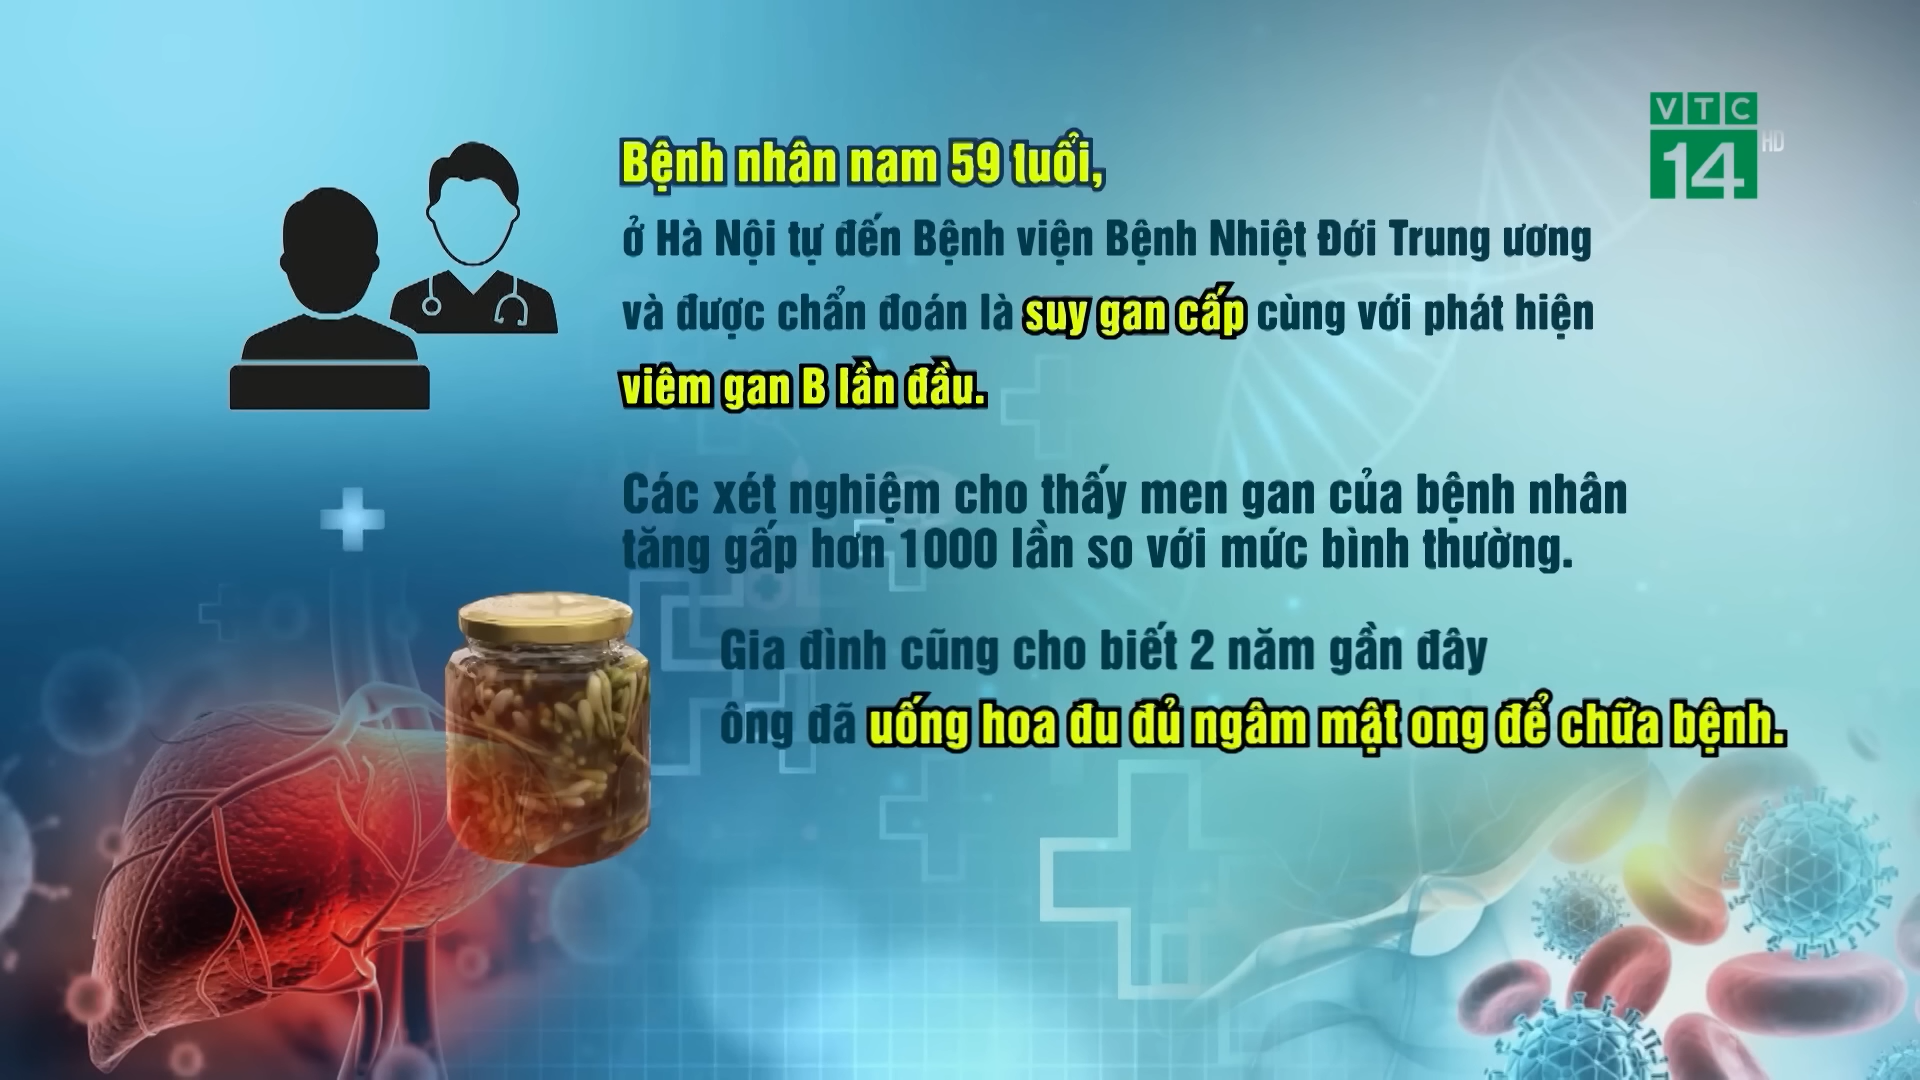 VTC
14 HD
Bệnh nhân nam 59 tuổi,
ở Hà Nội tự đến Bệnh viện Bệnh Nhiệt Đới Trung ương
và được chẩn đoán là suy gan cấp cùng với phát hiện
viêm gan B lần đầu.
Các xét nghiệm cho thấy men gan của bệnh nhân
tăng gấp hơn 1000 lần so với mức bình thường.
Gia đình cũng cho biết 2 năm gần đây
ông đã uống hoa đu đủ ngâm mật ong để chữa bệnh.